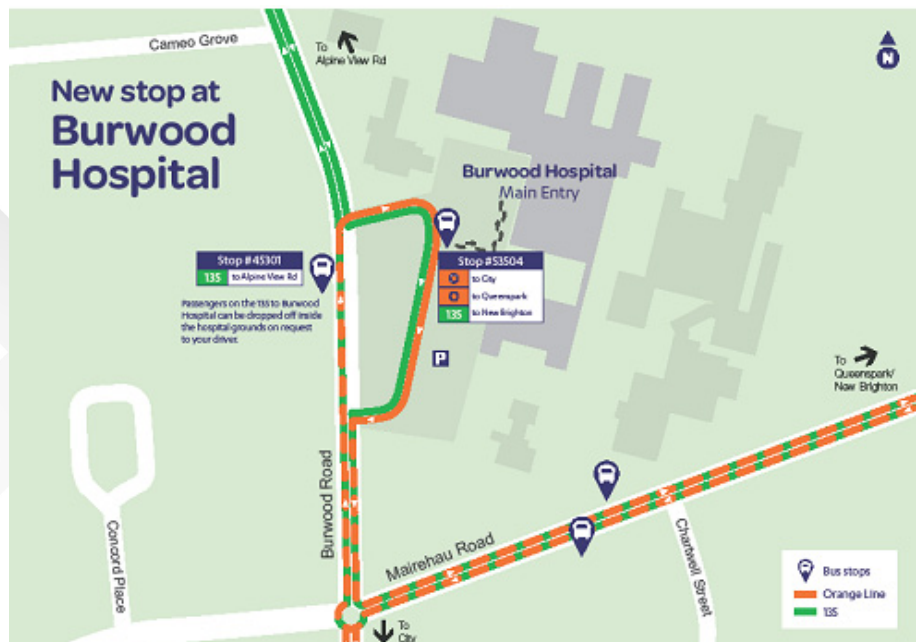 Cameo Grove
To
Alpine View Rd
N
New stop at
Burwood
Hospital
Burwood Hospital
Main Entry
Stop #45301
135 to Alpine View Rd
Stop #53504
O to City
O to Queenspark
135 to New Brighton
Passengers on the 135 to Burwood
Hospital can be dropped off inside
the hospital grounds on request
to your driver.
P
To
Queenspark/
New Brighton
Burwood Road
Mairehau Road
Concord Place
Chartwell Street
To
City
Bus stops
Orange Line
135